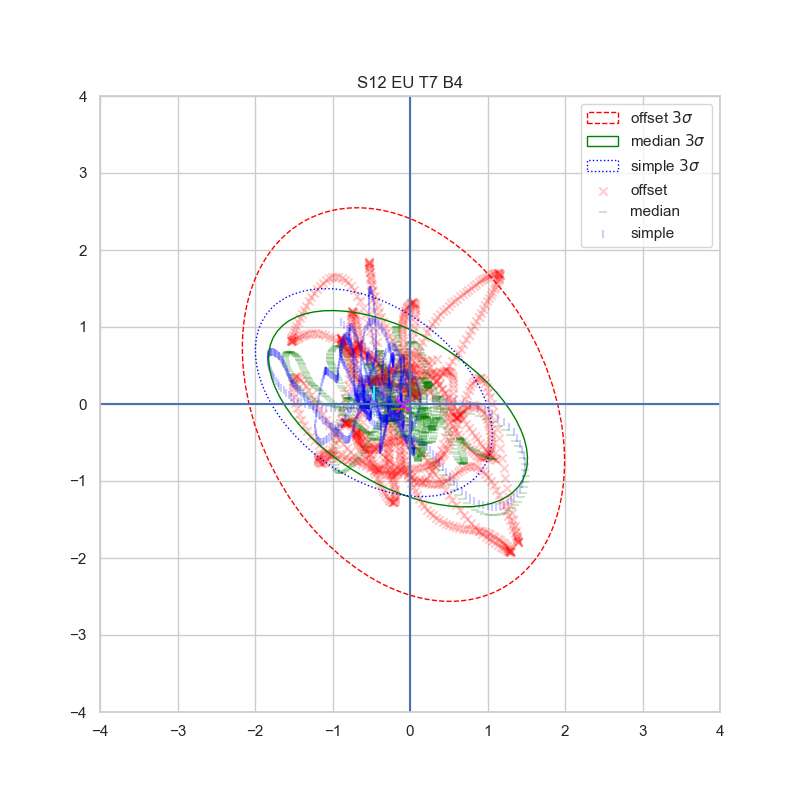 S12 EU T7 B4
4
3
2
1
0
−1
−2
−3
−4
−4
−3
−2
−1
0
1
2
3
4
offset 3σ
median 3σ
simple 3σ
offset
median
simple